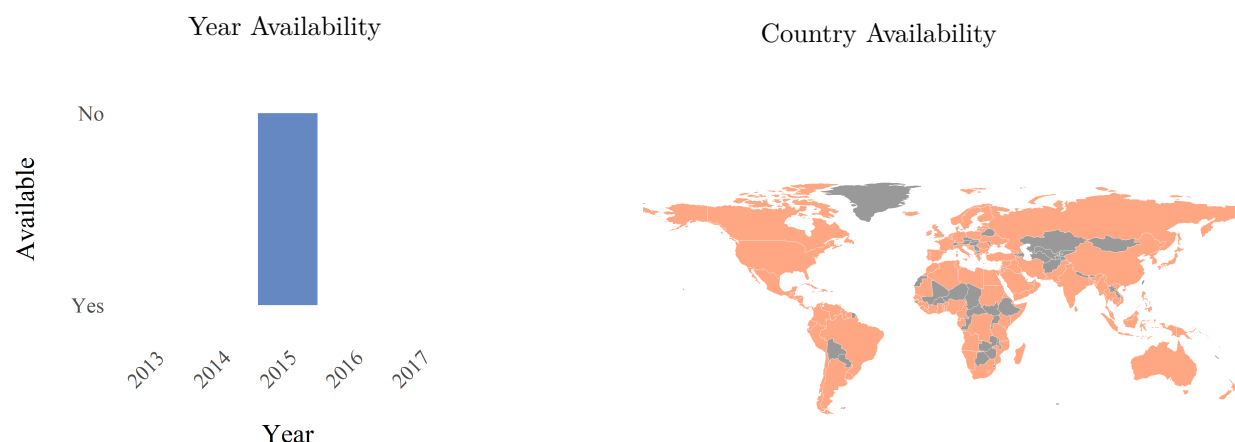 Year Availability
Country Availability
No
Available
Yes
2013
2014
2015
2016
2017
Year